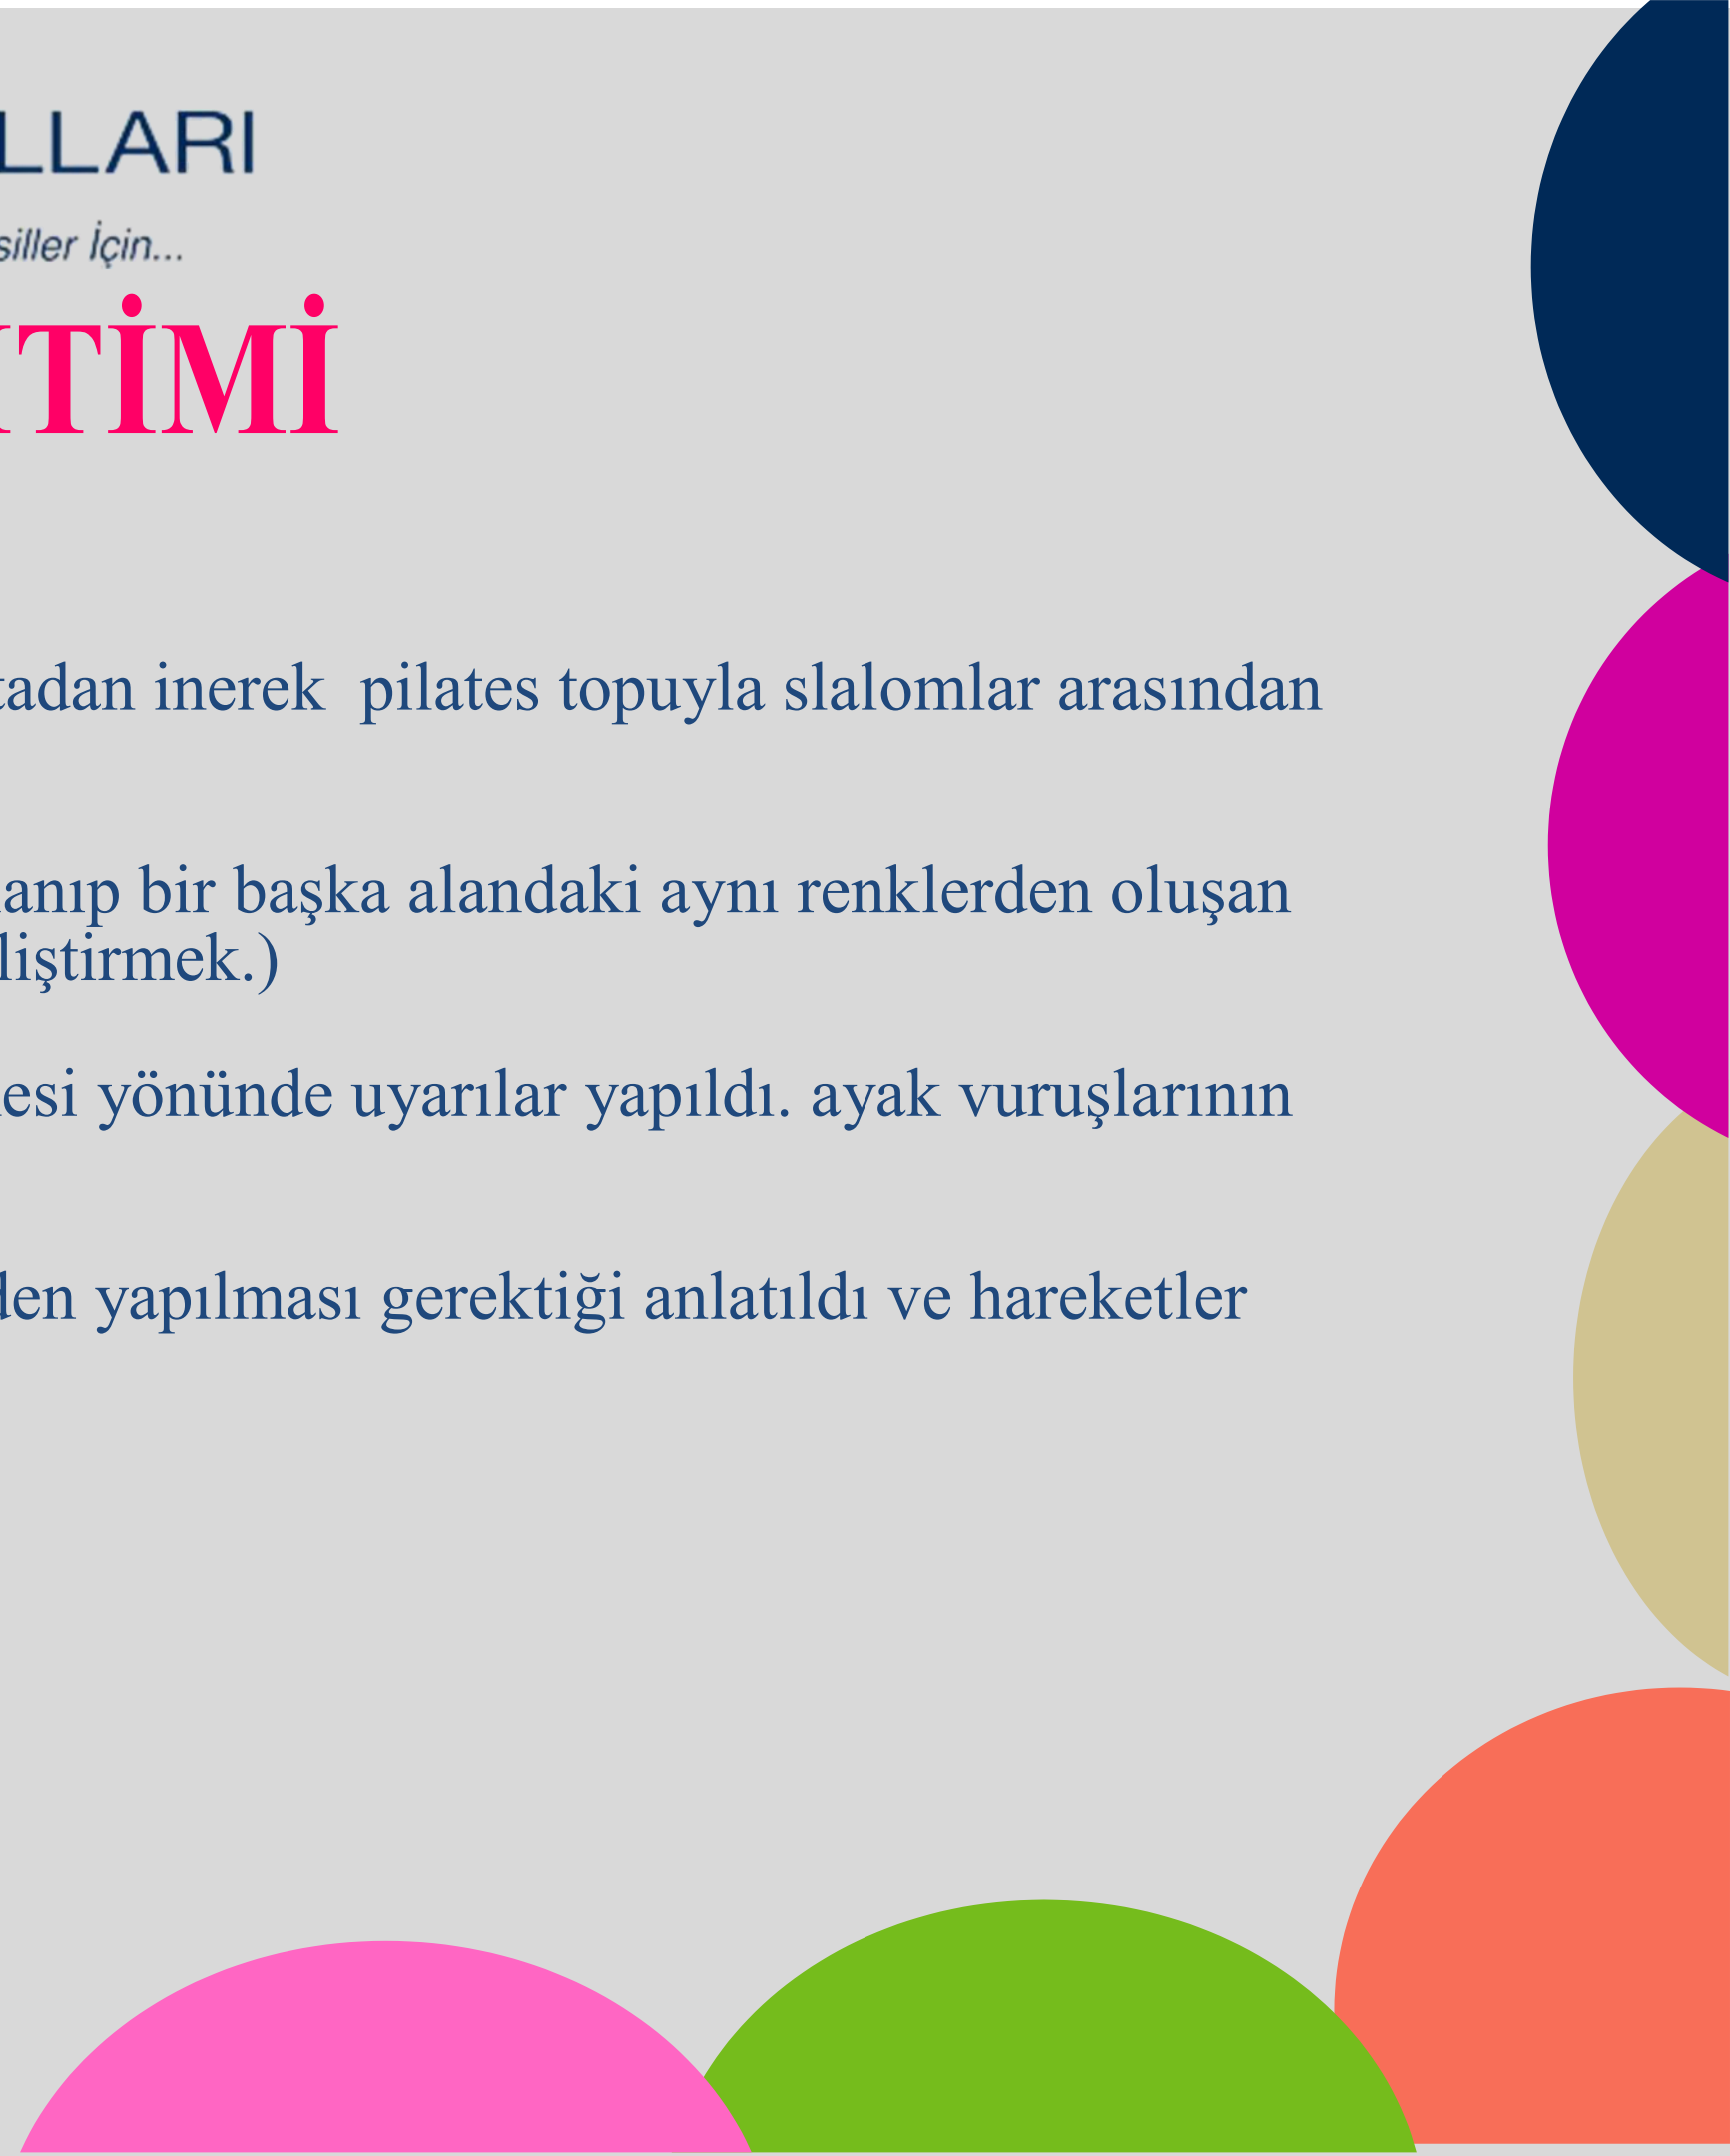 LLARI
siller İçin...
TİMİ
tadan inerek pilates topuyla slalomlar arasından
anıp bir başka alandaki aynı renklerden oluşan
liştirmek.)
esi yönünde uyarılar yapıldı. ayak vuruşlarının
den yapılması gerektiği anlatıldı ve hareketler